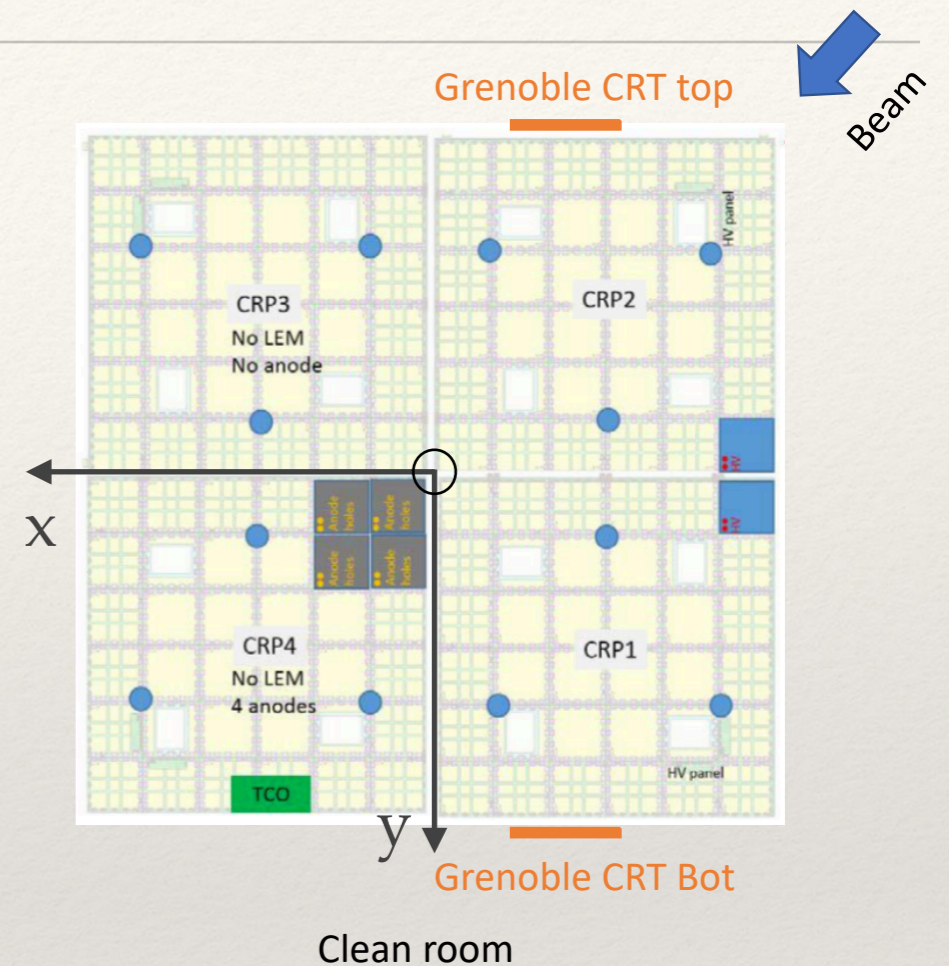 Beam
Grenoble CRT top
HV panel
CRP3
No LEM
No anode
CRP2
HV
HV
x
Anode
holes
Anode
holes
Anode
holes
Anode
holes
CRP4
No LEM
4 anodes
CRP1
HV panel
TCO
y
Grenoble CRT Bot
Clean room